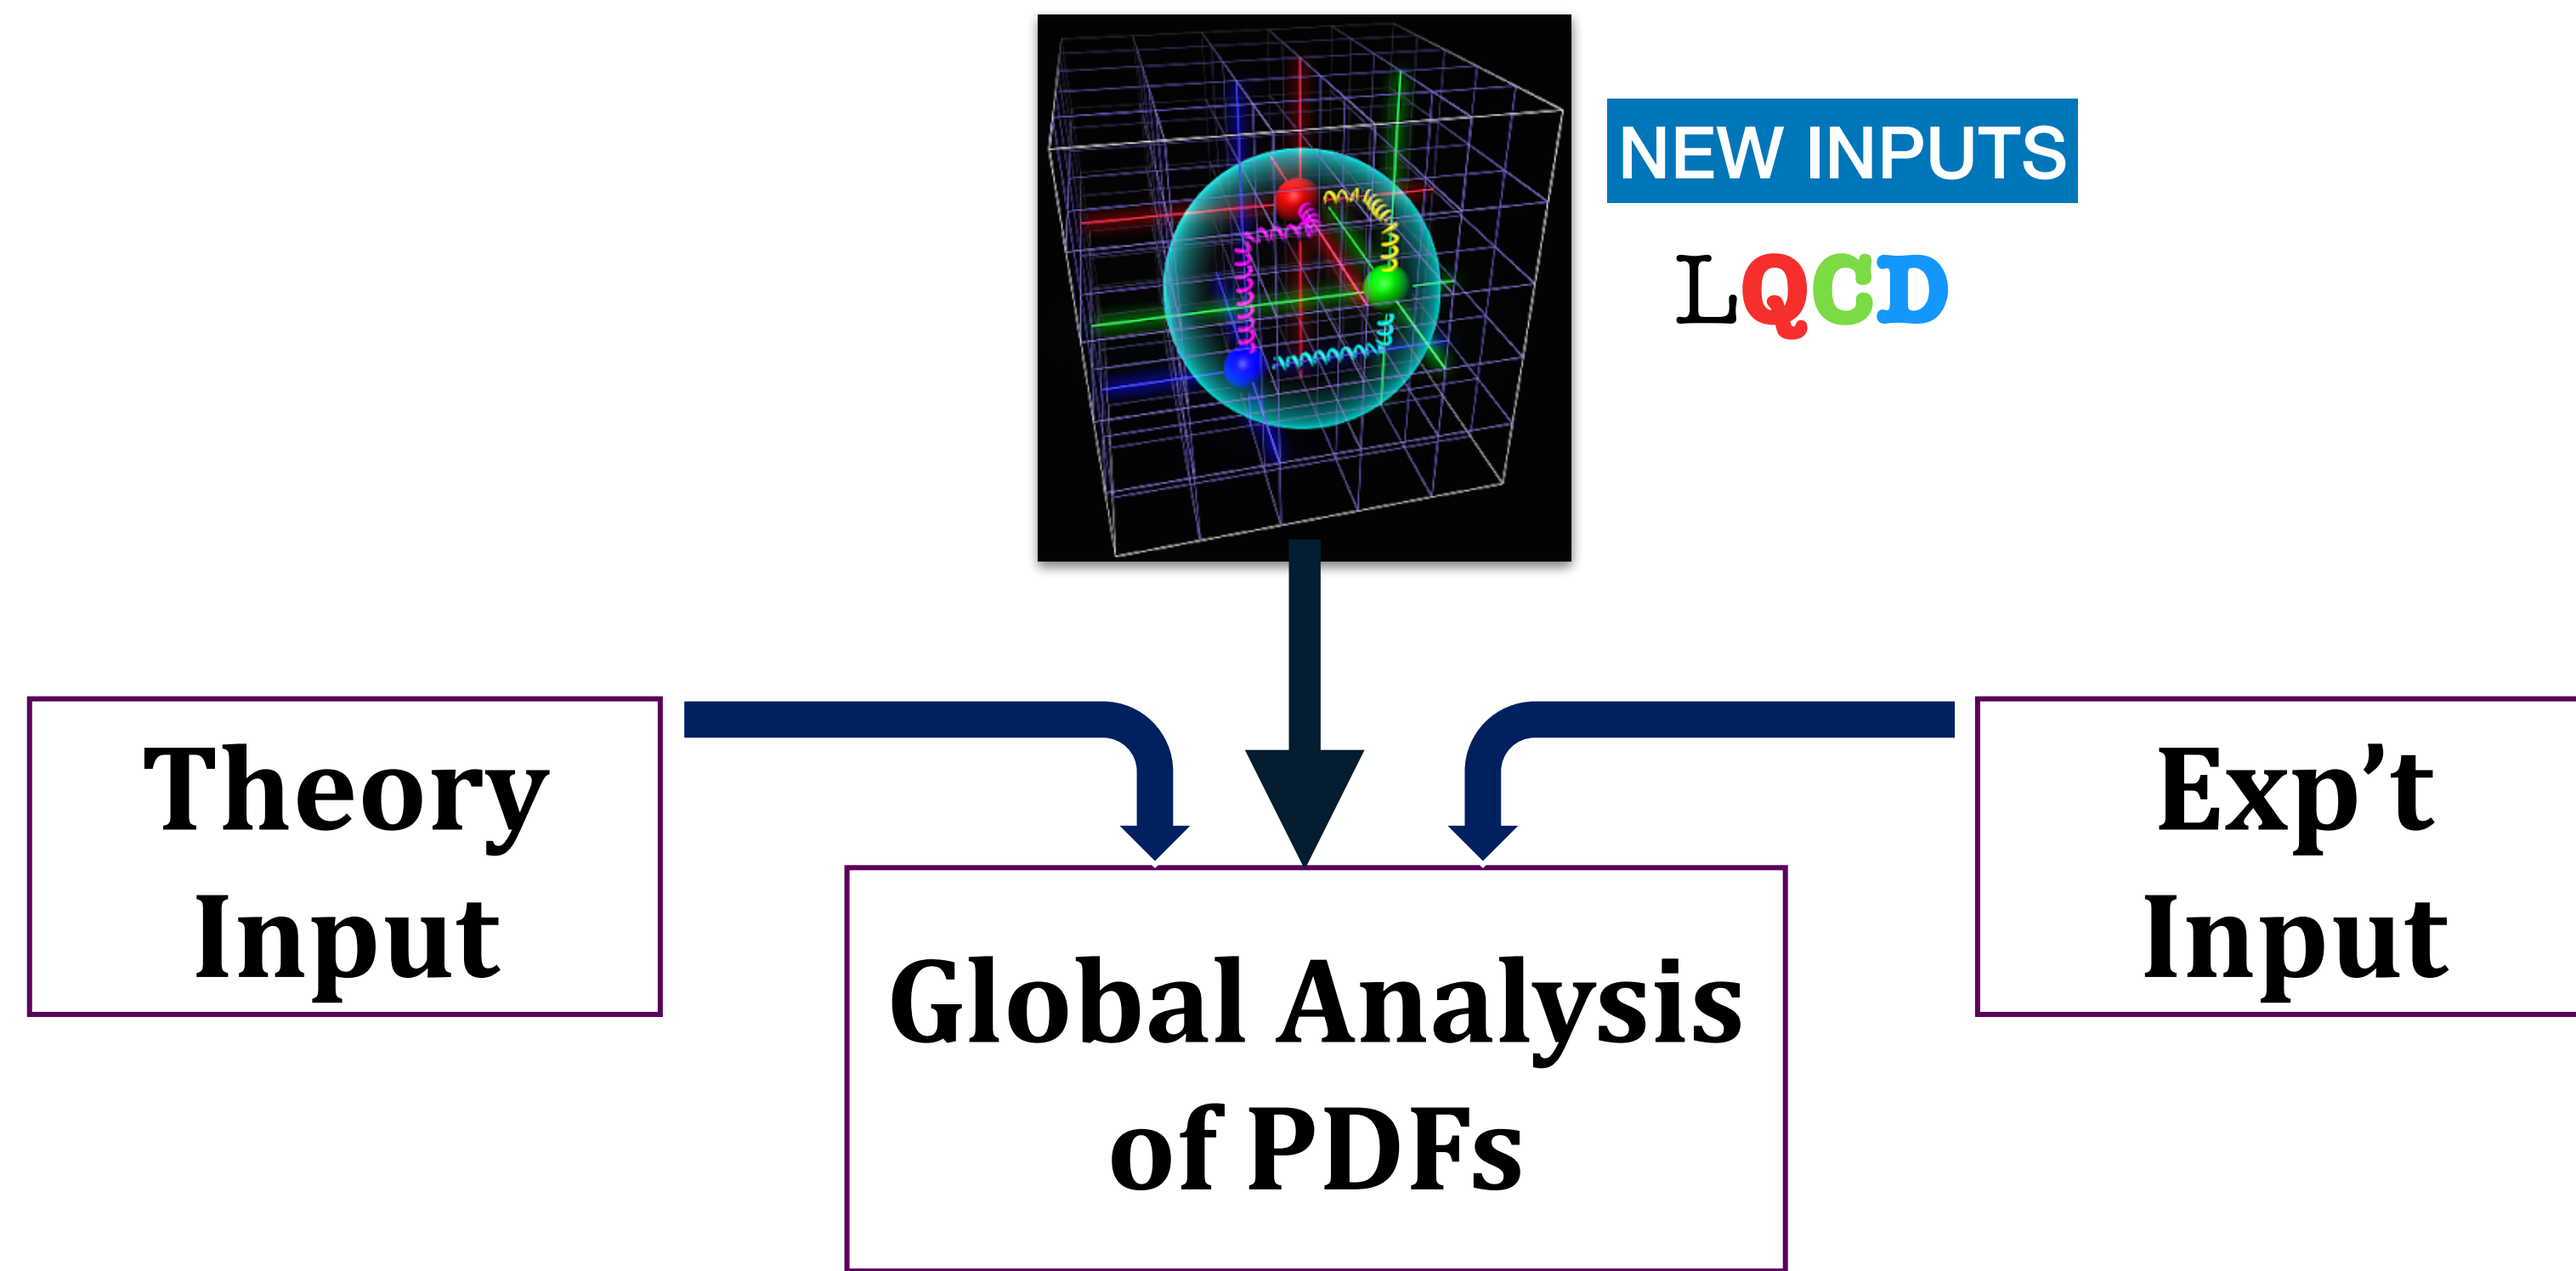 NEW INPUTS
LQCD
Theory
Input
Exp’t
Input
Global Analysis
of PDFs